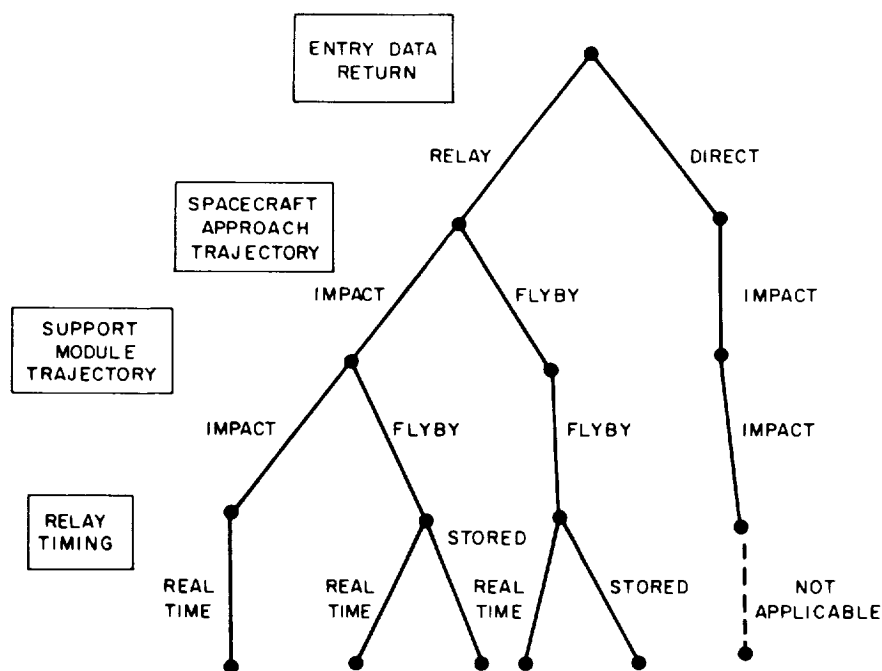 ENTRY DATA
RETURN
RELAY
DIRECT
SPACECRAFT
APPROACH
TRAJECTORY
IMPACT
FLYBY
IMPACT
SUPPORT
MODULE
TRAJECTORY
IMPACT
FLYBY
FLYBY
IMPACT
RELAY
TIMING
STORED
REAL
TIME
REAL
TIME
REAL
TIME
STORED
NOT
APPLICABLE